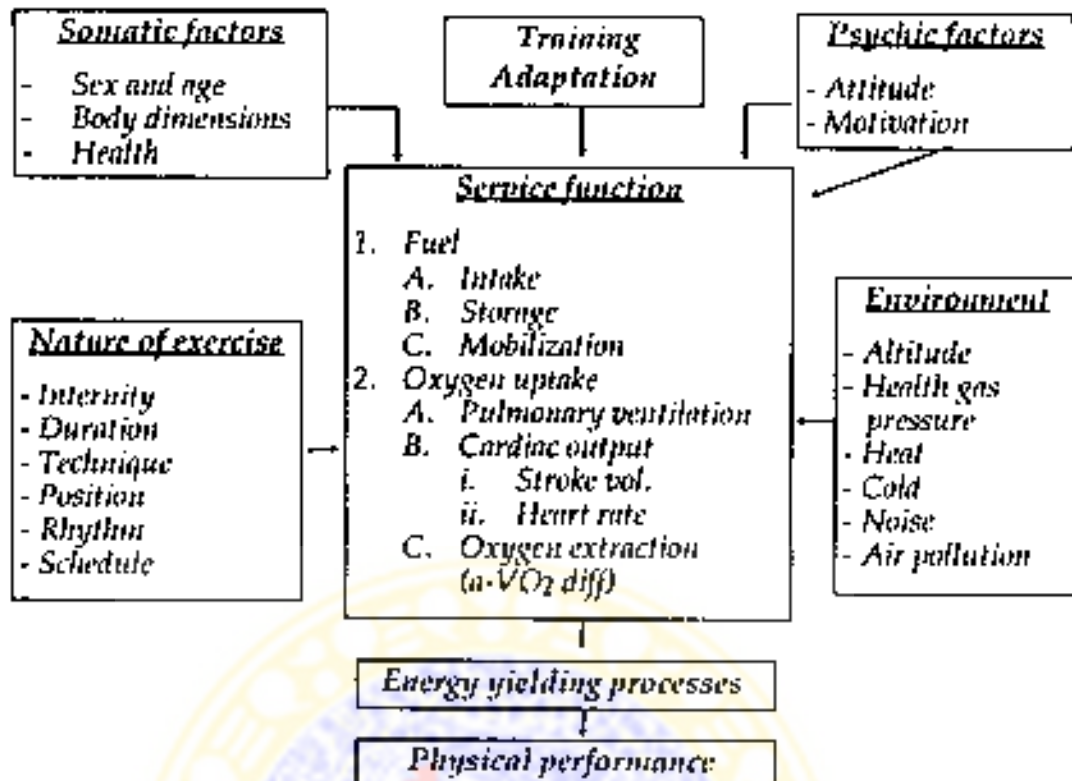 Somatic factors
- Sex and age
- Body dimensions
- Health
Training
Adaptation
Psychic factors
- Attitude
- Motivation
Service function
1. Fuel
A. Intake
B. Storage
C. Mobilization
2. Oxygen uptake
A. Pulmonary ventilation
B. Cardiac output
i. Stroke vol.
ii. Heart rate
C. Oxygen extraction
(a-VO2 diff)
Nature of exercise
- Internity
- Duration
- Technique
- Position
- Rhythm
- Schedule
Environment
- Altitude
- Health gas
pressure
- Heat
- Cold
- Noise
- Air pollution
Energy yielding processes
Physical performance